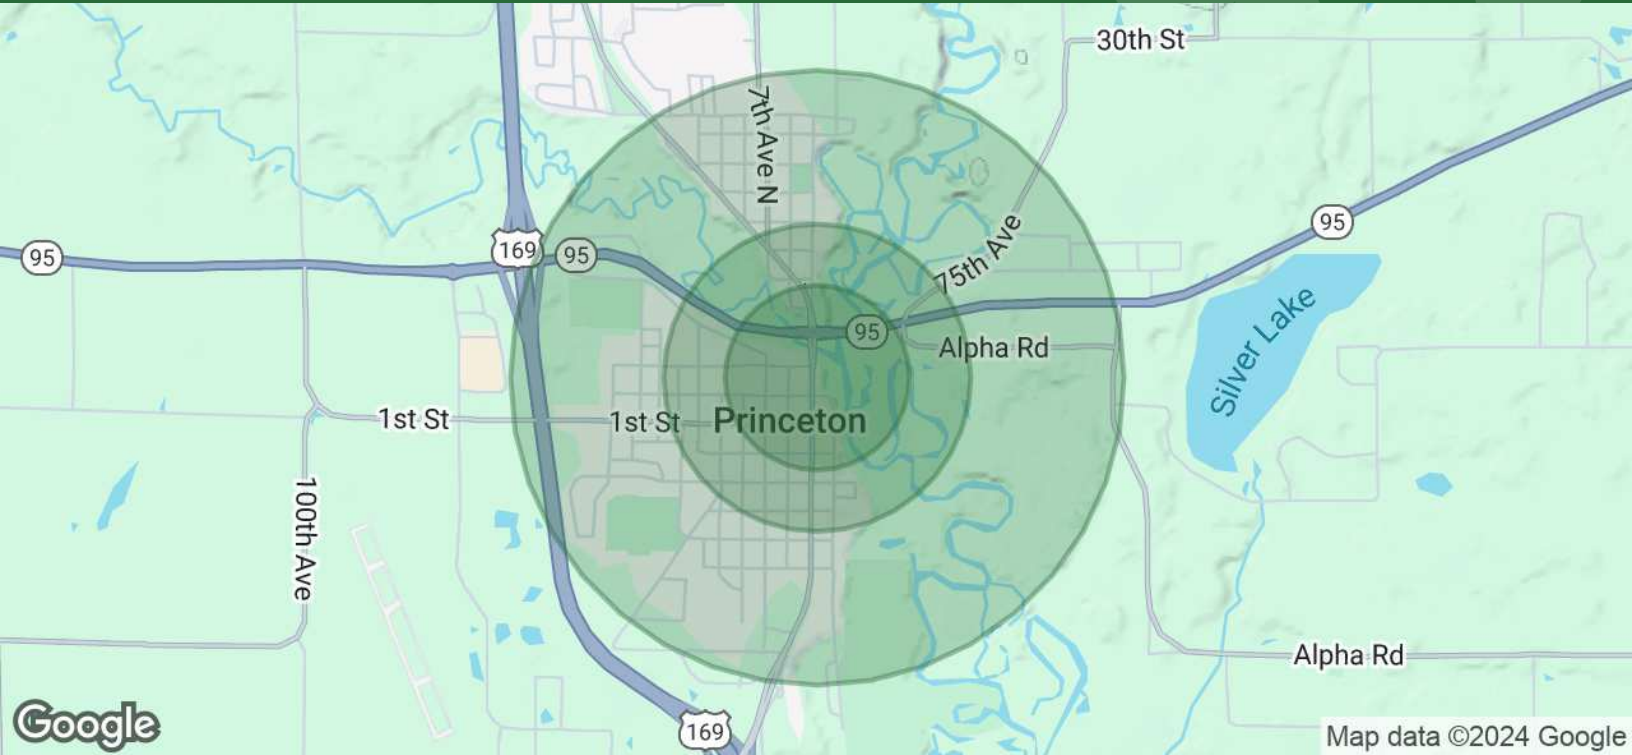 30th St
7th Ave N
75th Ave
95
169
95
95
95
Alpha Rd
Silver Lake
1st St
1st St
Princeton
100th Ave
Alpha Rd
169
Google
Map data ©2024 Google